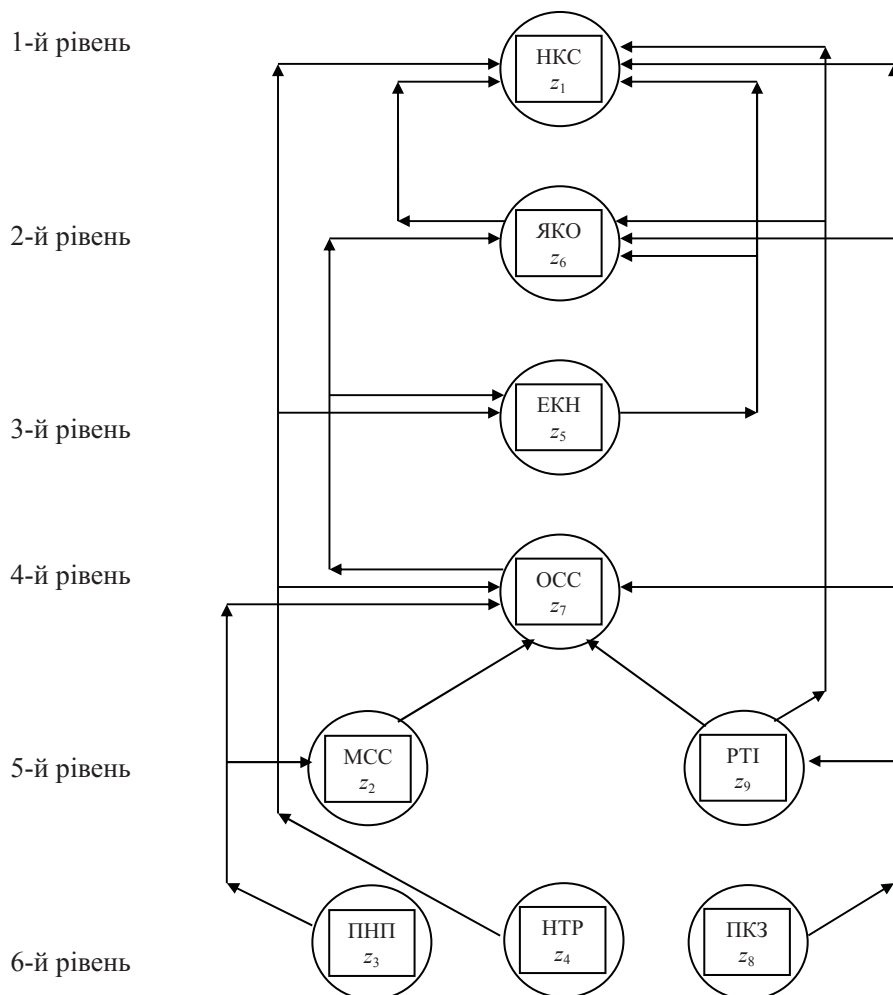 1-й рівень
НКС
z1
2-й рівень
ЯКО
z6
3-й рівень
ЕКН
z5
4-й рівень
ОСС
z7
5-й рівень
МСС
z2
РТІ
z9
6-й рівень
ПНП
z3
НТР
z4
ПКЗ
z8